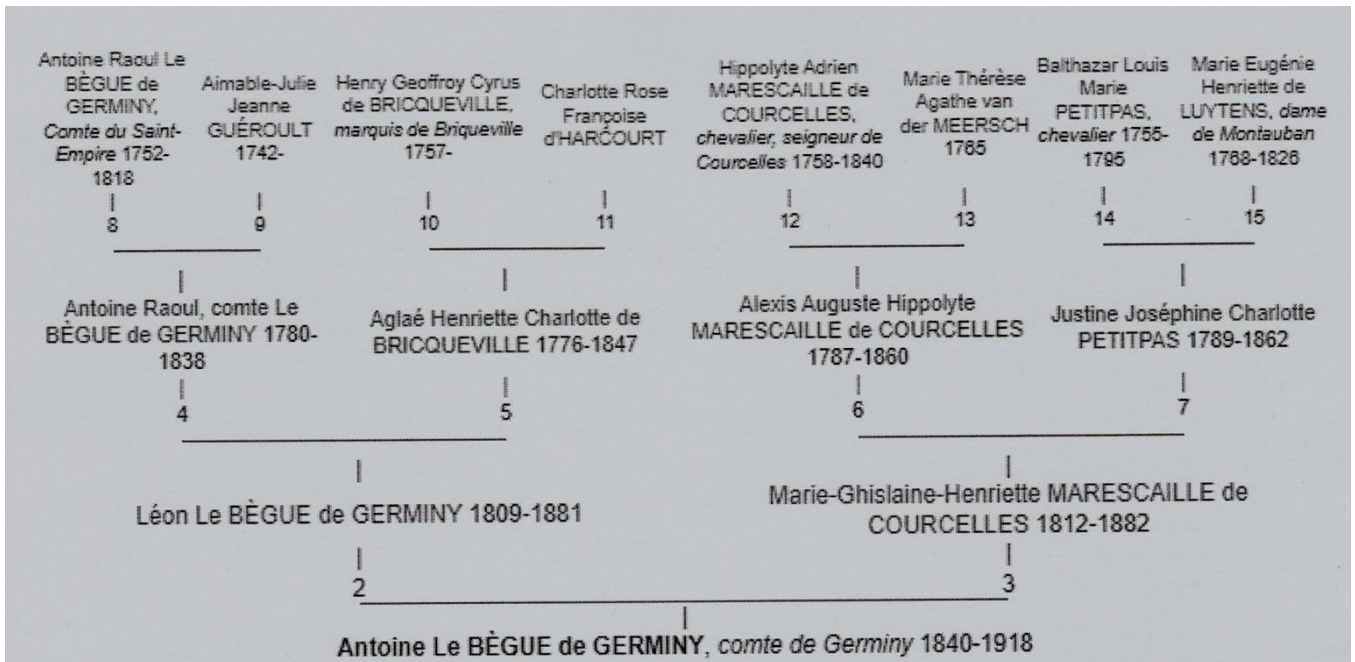 Antoine Raoul Le
BÈGUE de
GERMINY,
Comte du Saint-
Empire 1752-
1818
|
8
Aimable-Julie
Jeanne
GUÉROULT
1742-
|
9
Henry Geoffroy Cyrus
de BRICQUEVILLE,
marquis de Briqueville
1757-
|
10
Charlotte Rose
Françoise
d'HARCOURT
|
11
Hippolyte Adrien
MARESCAILLE de
COURCELLES,
chevalier, seigneur de
Courcelles 1758-1840
|
12
Marie Thérèse
Agathe van
der MEERSCH
1765
|
13
Balthazar Louis
Marie
PETITPAS,
chevalier 1755-
1795
|
14
Marie Eugénie
Henriette de
LUYTENS, dame
de Montauban
1768-1826
|
15
|
Antoine Raoul, comte Le
BÈGUE de GERMINY 1780-
1838
|
4
|
Aglaé Henriette Charlotte de
BRICQUEVILLE 1776-1847
|
5
|
Alexis Auguste Hippolyte
MARESCAILLE de COURCELLES
1787-1860
|
6
|
Justine Joséphine Charlotte
PETITPAS 1789-1862
|
7
|
Léon Le BÈGUE de GERMINY 1809-1881
|
2
|
Marie-Ghislaine-Henriette MARESCAILLE de
COURCELLES 1812-1882
|
3
|
Antoine Le BÈGUE de GERMINY, comte de Germiny 1840-1918